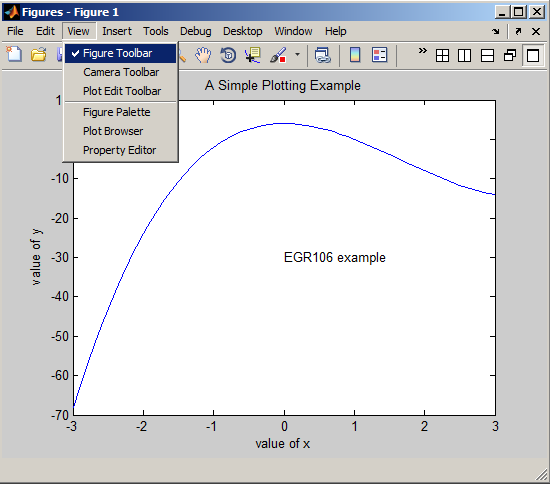 Figures - Figure 1
File Edit View Insert Tools Debug Desktop Window Help
Figure Toolbar
Camera Toolbar
Plot Edit Toolbar
Figure Palette
Plot Browser
Property Editor
A Simple Plotting Example
1
-10
-20
-30
-40
-50
-60
-70
value of y
EGR106 example
-3 -2 -1 0 1 2 3
value of x